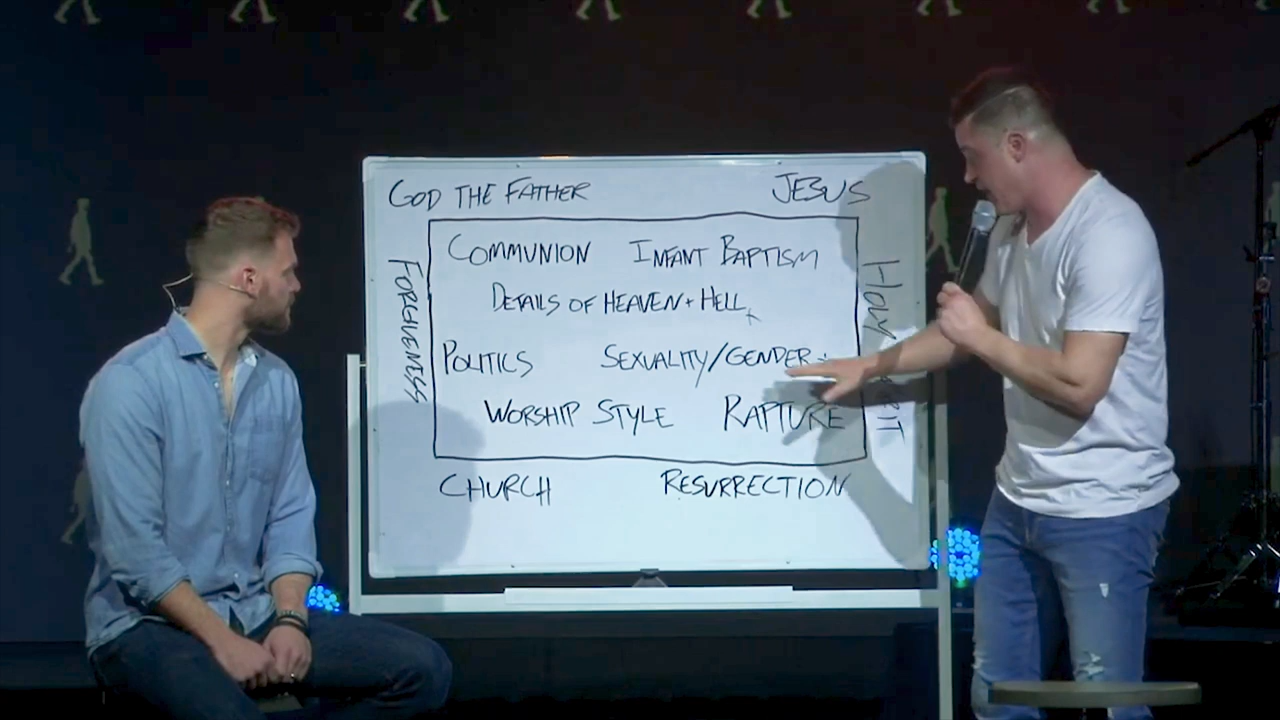 GOD THE FATHER JESUS
COMMUNION INFANT BAPTISM
DETAILS OF HEAVEN + HELL
FORGIVENESS
HOLY
POLITICS SEXUALITY/GENDER
WORSHIP STYLE RAPTURE
CHURCH RESURRECTION